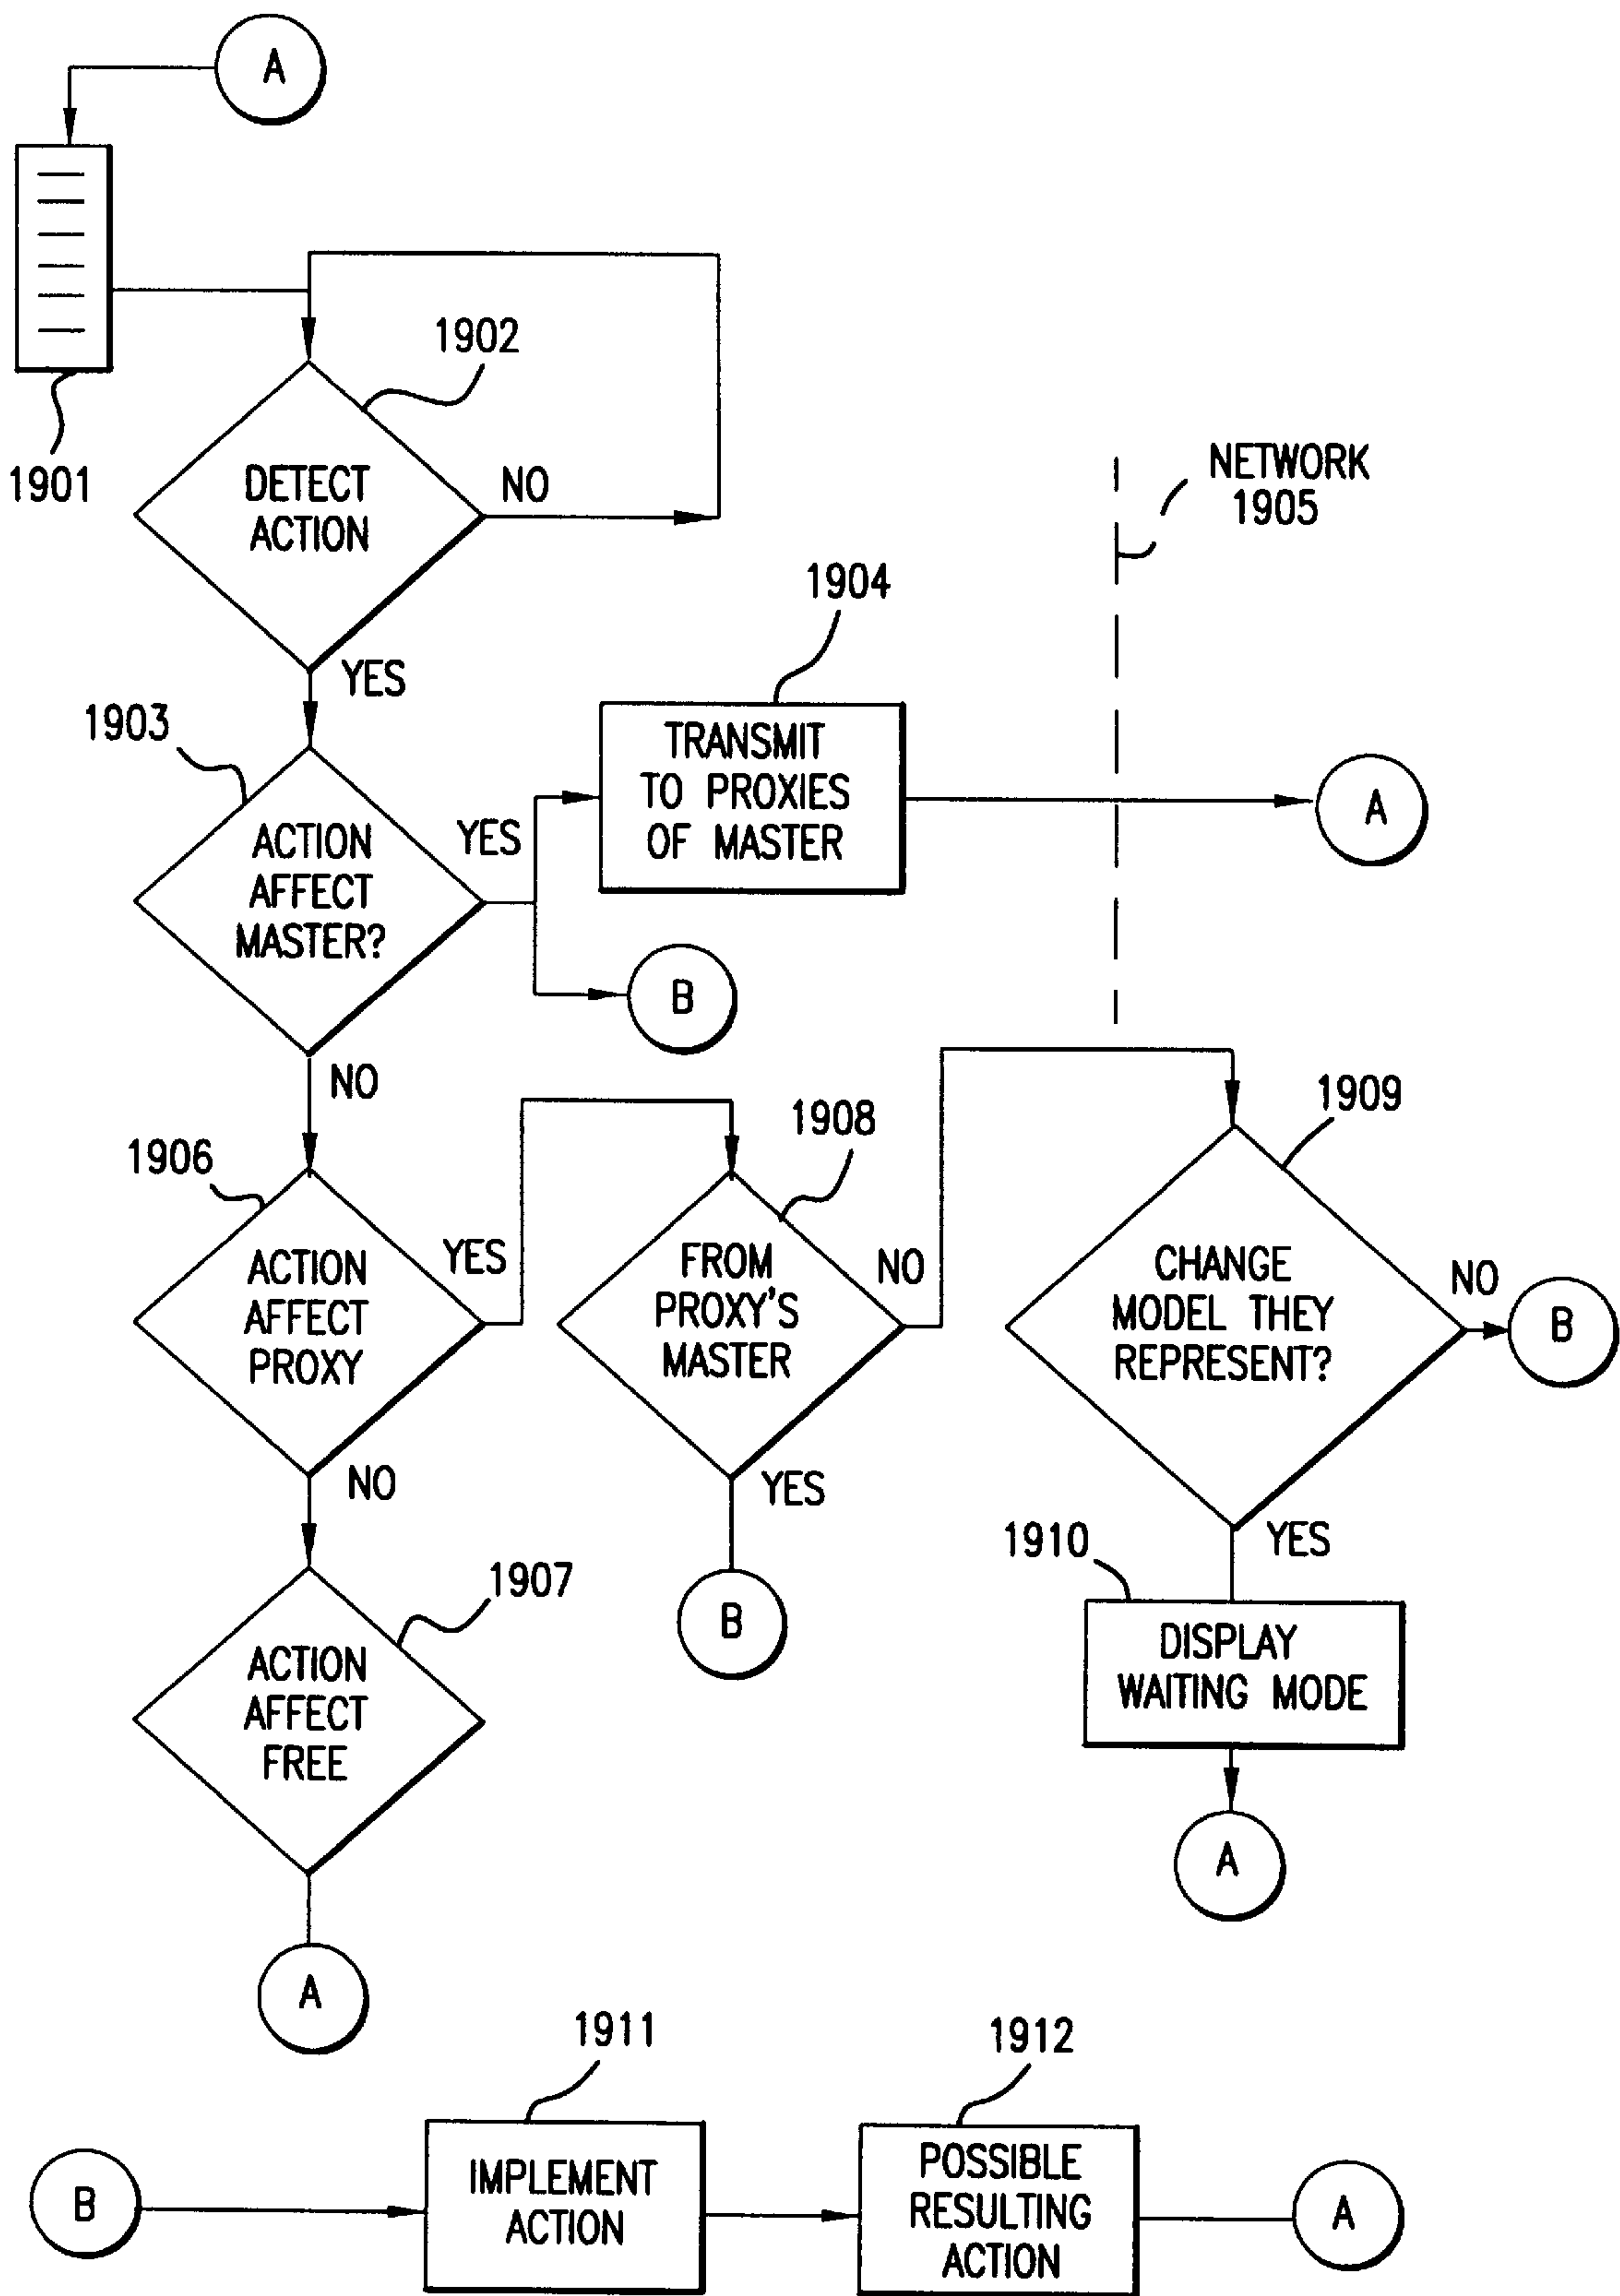 A
1901
1902
DETECT
ACTION
NO
YES
NETWORK
1905
1903
ACTION
AFFECT
MASTER?
YES
NO
1904
TRANSMIT
TO PROXIES
OF MASTER
A
B
1906
ACTION
AFFECT
PROXY
YES
NO
1908
FROM
PROXY'S
MASTER
NO
YES
B
1909
CHANGE
MODEL THEY
REPRESENT?
NO
B
YES
1910
DISPLAY
WAITING MODE
A
1907
ACTION
AFFECT
FREE
A
B
1911
IMPLEMENT
ACTION
1912
POSSIBLE
RESULTING
ACTION
A